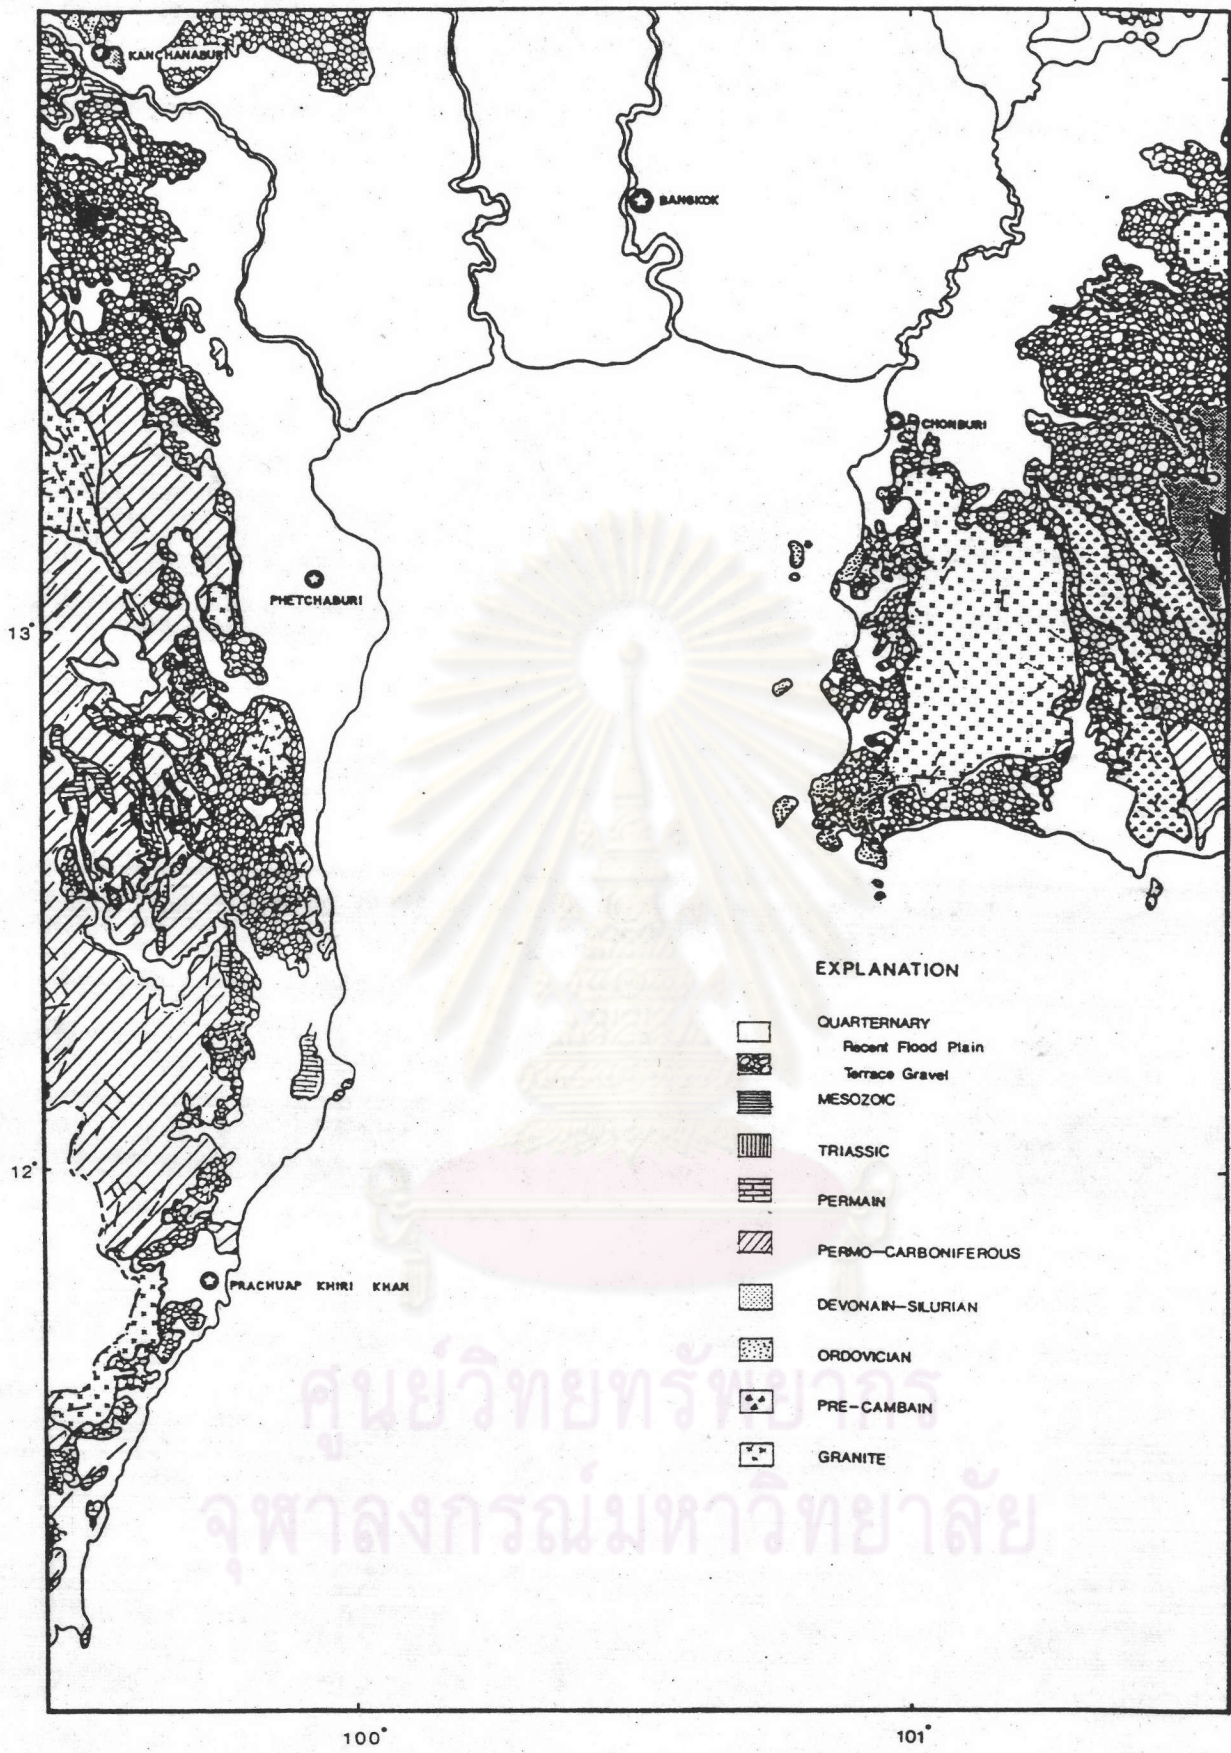 KANCHANABURI
BANGKOK
CHONBURI
PHETCHABURI
13°
EXPLANATION
QUARTERNARY
Recent Flood Plain
Terrace Gravel
MESOZOIC
12°
TRIASSIC
PERMAIN
PERMO-CARBONIFEROUS
PRACHUAP KHIRI KHAN
DEVONAIN-SILURIAN
ORDOVICIAN
PRE-CAMBAIN
GRANITE
ศูนย์วิทยทรัพยากร
จุฬาลงกรณ์มหาวิทยาลัย
100°
101°